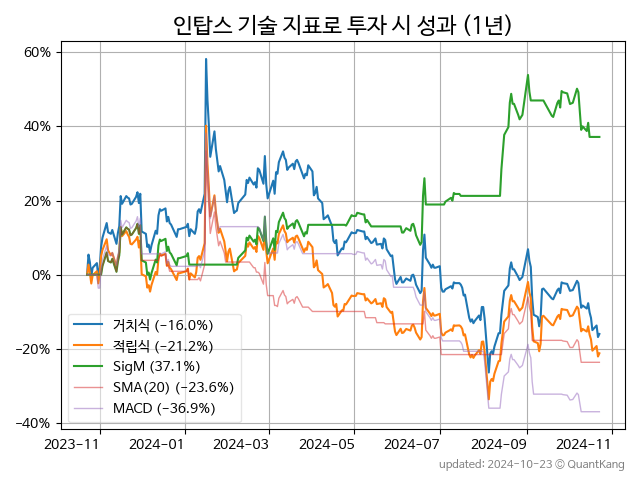 인탑스 기술 지표로 투자 시 성과 (1년)
60%
40%
20%
0%
−20%
−40%
거치식 (−16.0%)
적립식 (−21.2%)
SigM (37.1%)
SMA(20) (−23.6%)
MACD (−36.9%)
2023-11 2024-01 2024-03 2024-05 2024-07 2024-09 2024-11
updated: 2024-10-23 © QuantKang